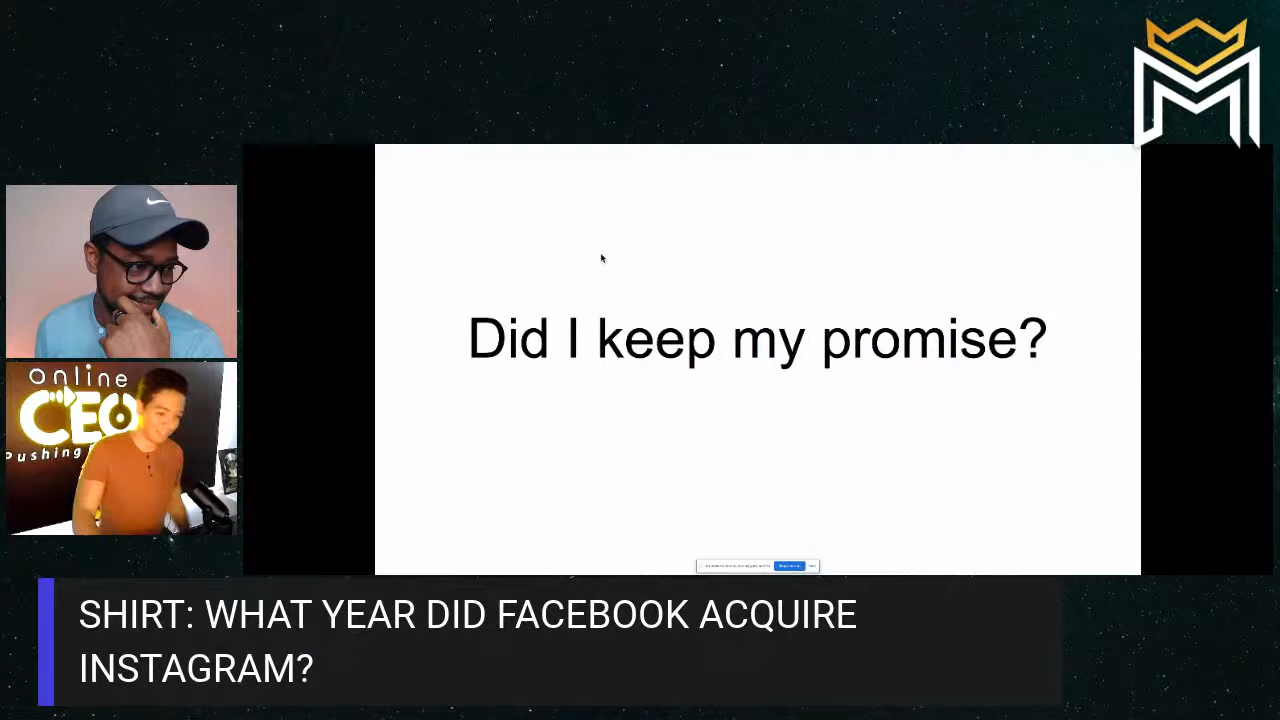 online
CEO
Pushing
Did I keep my promise?
SHIRT: WHAT YEAR DID FACEBOOK ACQUIRE
INSTAGRAM?